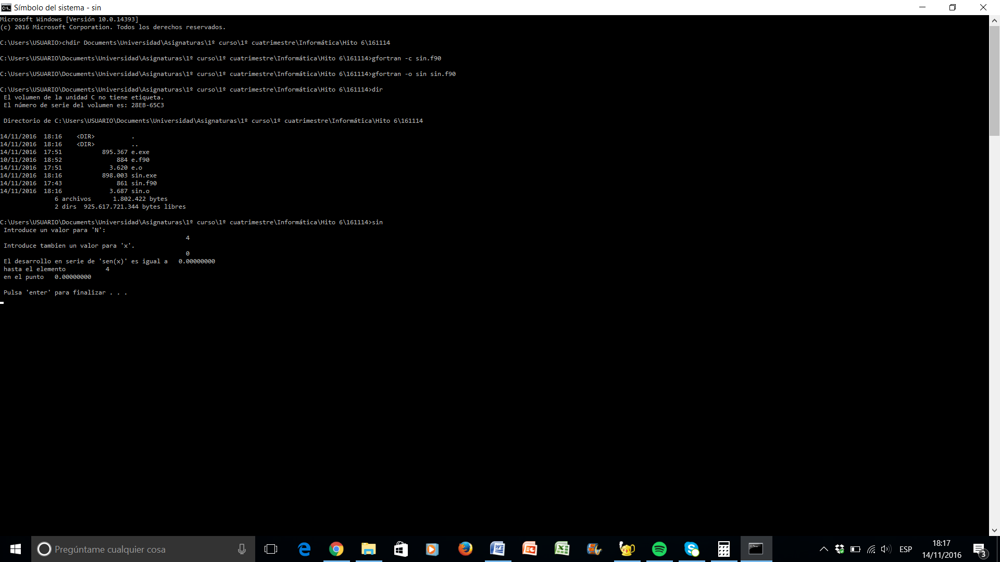 Símbolo del sistema - sin
Microsoft Windows [Versión 10.0.14393]
(c) 2016 Microsoft Corporation. Todos los derechos reservados.
C:\Users\USUARIO>chdir Documents\Universidad\Asignaturas\1º curso\1º cuatrimestre\Informática\Hito 6\161114
C:\Users\USUARIO\Documents\Universidad\Asignaturas\1º curso\1º cuatrimestre\Informática\Hito 6\161114>gfortran -c sin.f90
C:\Users\USUARIO\Documents\Universidad\Asignaturas\1º curso\1º cuatrimestre\Informática\Hito 6\161114>gfortran -o sin sin.f90
C:\Users\USUARIO\Documents\Universidad\Asignaturas\1º curso\1º cuatrimestre\Informática\Hito 6\161114>dir
El volumen de la unidad C no tiene etiqueta.
El número de serie del volumen es: 28EB-65C3
Directorio de C:\Users\USUARIO\Documents\Universidad\Asignaturas\1º curso\1º cuatrimestre\Informática\Hito 6\161114
14/11/2016  18:16    <DIR>          .
14/11/2016  18:16    <DIR>          ..
14/11/2016  17:51           895.367 e.exe
10/11/2016  18:52               884 e.f90
14/11/2016  17:51             3.620 e.o
14/11/2016  18:16           898.003 sin.exe
14/11/2016  17:43               861 sin.f90
14/11/2016  18:16             3.687 sin.o
6 archivos      1.802.422 bytes
2 dirs  925.617.721.344 bytes libres
C:\Users\USUARIO\Documents\Universidad\Asignaturas\1º curso\1º cuatrimestre\Informática\Hito 6\161114>sin
Introduce un valor para 'N':
4
Introduce tambien un valor para 'x'.
0
El desarrollo en serie de 'sen(x)' es igual a   0.00000000
hasta el elemento           4
en el punto   0.00000000
Pulsa 'enter' para finalizar . . .
Pregúntame cualquier cosa
ESP
18:17
14/11/2016
3